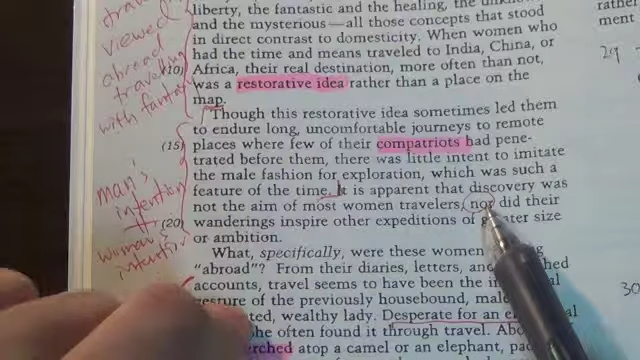 liberty, the fantastic and the healing, the
and the mysterious—all those concepts that stood
in direct contrast to domesticity. When women who
had the time and means traveled to India, China, or
(10) Africa, their real destination, more often than not,
was a restorative idea rather than a place on the
map.
Though this restorative idea sometimes led them
to endure long, uncomfortable journeys to remote
(15) places where few of their compatriots had pene-
trated before them, there was little intent to imitate
the male fashion for exploration, which was such a
feature of the time. It is apparent that discovery was
not the aim of most women travelers, nor did their
(20) wanderings inspire other expeditions of greater size
or ambition.
What, specifically, were these women
"abroad"? From their diaries, letters, and
accounts, travel seems to have been the
gesture of the previously housebound,
wealthy lady. Desperate for an
she often found it through travel.
atop a camel or an elephant,
viewed
abroad
travelling
with
man's
intention
woman's
intention
rather
ment
29
30